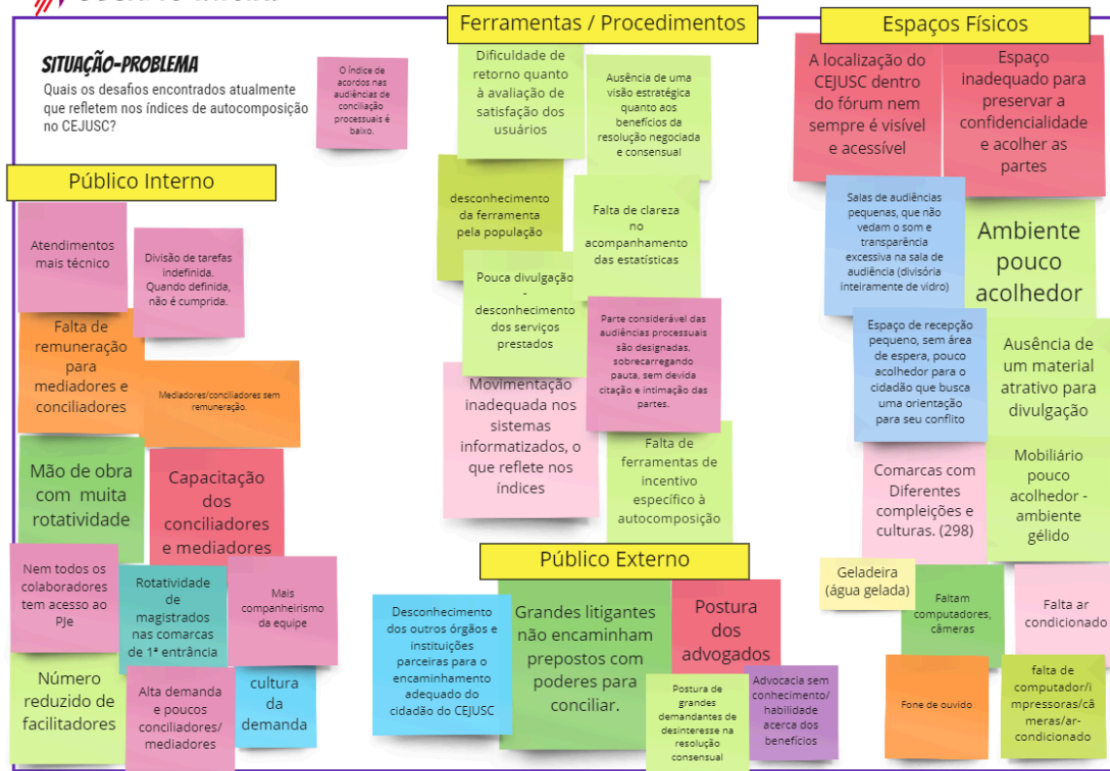 SITUAÇÃO-PROBLEMA
Quais os desafios encontrados atualmente
que refletem nos índices de autocomposição
no CEJUSC?
O índice de
acordos nas
audiências de
conciliação
processuais é
baixo.
Público Interno
Atendimentos
mais técnico
Divisão de tarefas
indefinida.
Quando definida,
não é cumprida.
Falta de
remuneração
para
mediadores e
conciliadores
Mediadores/conciliadores sem
remuneração.
Mão de obra
com muita
rotatividade
Capacitação
dos
conciliadores
e mediadores
Nem todos os
colaboradores
tem acesso ao
PJe
Rotatividade
de
magistrados
nas comarcas
de 1ª entrância
Mais
companheirismo
da equipe
Número
reduzido de
facilitadores
Alta demanda
e poucos
conciliadores/
mediadores
cultura
da
demanda
Ferramentas / Procedimentos
Dificuldade de
retorno quanto
à avaliação de
satisfação dos
usuários
Ausência de uma
visão estratégica
quanto aos
benefícios da
resolução negociada
e consensual
desconhecimento
da ferramenta
pela população
Falta de clareza
no
acompanhamento
das estatísticas
Pouca divulgação
-
desconhecimento
dos serviços
prestados
Parte considerável das
audiências processuais
são designadas,
sobrecarregando
pauta, sem devida
citação e intimação das
partes.
Movimentação
inadequada nos
sistemas
informatizados, o
que reflete nos
índices
Falta de
ferramentas de
incentivo
específico à
autocomposição
Público Externo
Desconhecimento
dos outros órgãos e
instituições
parceiras para o
encaminhamento
adequado do
cidadão do CEJUSC
Grandes litigantes
não encaminham
prepostos com
poderes para
conciliar.
Postura
dos
advogados
Postura de
grandes
demandantes de
desinteresse na
resolução
consensual
Advocacia sem
conhecimento/
habilidade
acerca dos
benefícios
Espaços Físicos
A localização do
CEJUSC dentro
do fórum nem
sempre é visível
e acessível
Espaço
inadequado para
preservar a
confidencialidade
e acolher as
partes
Salas de audiências
pequenas, que não
vedam o som e
transparência
excessiva na sala de
audiência (divisória
inteiramente de vidro)
Ambiente
pouco
acolhedor
Espaço de recepção
pequeno, sem área
de espera, pouco
acolhedor para o
cidadão que busca
uma orientação
para seu conflito
Ausência de
um material
atrativo para
divulgação
Comarcas com
Diferentes
compleições e
culturas. (298)
Mobiliário
pouco
acolhedor -
ambiente
gélido
Geladeira
(água gelada)
Faltam
computadores,
câmeras
Falta ar
condicionado
Fone de ouvido
falta de
computador/i
mpressoras/câ
meras/ar-
condicionado